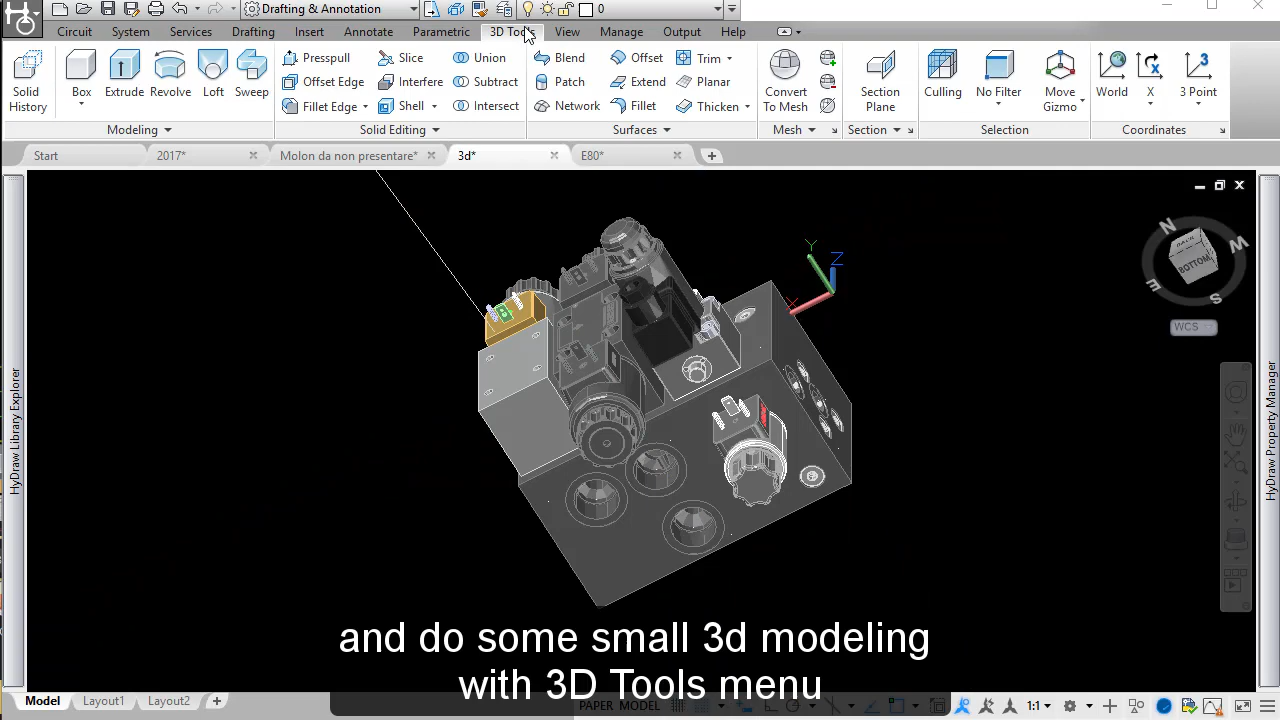 Drafting & Annotation
0
Circuit System Services Drafting Insert Annotate Parametric 3D Tools View Manage Output Help
Solid History
Box
Extrude
Revolve
Loft
Sweep
Modeling
Presspull Slice Union
Offset Edge Interfere Subtract
Fillet Edge Shell Intersect
Solid Editing
Blend Offset Trim
Patch Extend Planar
Network Fillet Thicken
Surfaces
Convert To Mesh
Mesh
Section Plane
Section
Culling
No Filter
Move Gizmo
Selection
World
X
3 Point
Coordinates
Start 2017* Molon da non presentare* 3d* E80*
HyDraw Library Explorer
HyDraw Property Manager
Y
Z
X
N
W
E
S
BACK
BOTTOM
WCS
and do some small 3d modeling
with 3D Tools menu
Model Layout1 Layout2
PAPER MODEL
1:1